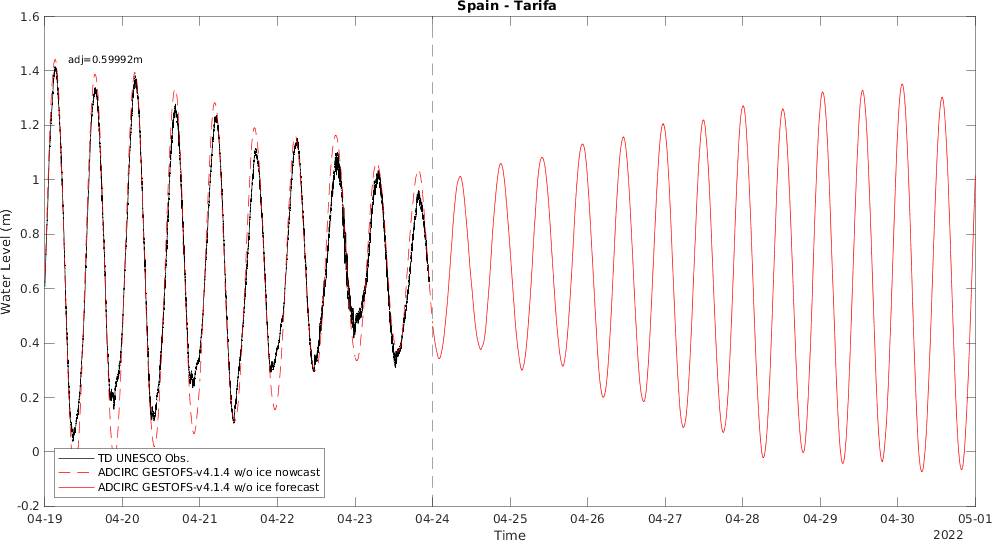 Spain - Tarifa
1.6
1.4
1.2
1
0.8
0.6
0.4
0.2
0
-0.2
Water Level (m)
adj=0.59992m
TD UNESCO Obs.
ADCIRC GESTOFS-v4.1.4 w/o ice nowcast
ADCIRC GESTOFS-v4.1.4 w/o ice forecast
04-19 04-20 04-21 04-22 04-23 04-24 04-25 04-26 04-27 04-28 04-29 04-30 05-01
Time
2022